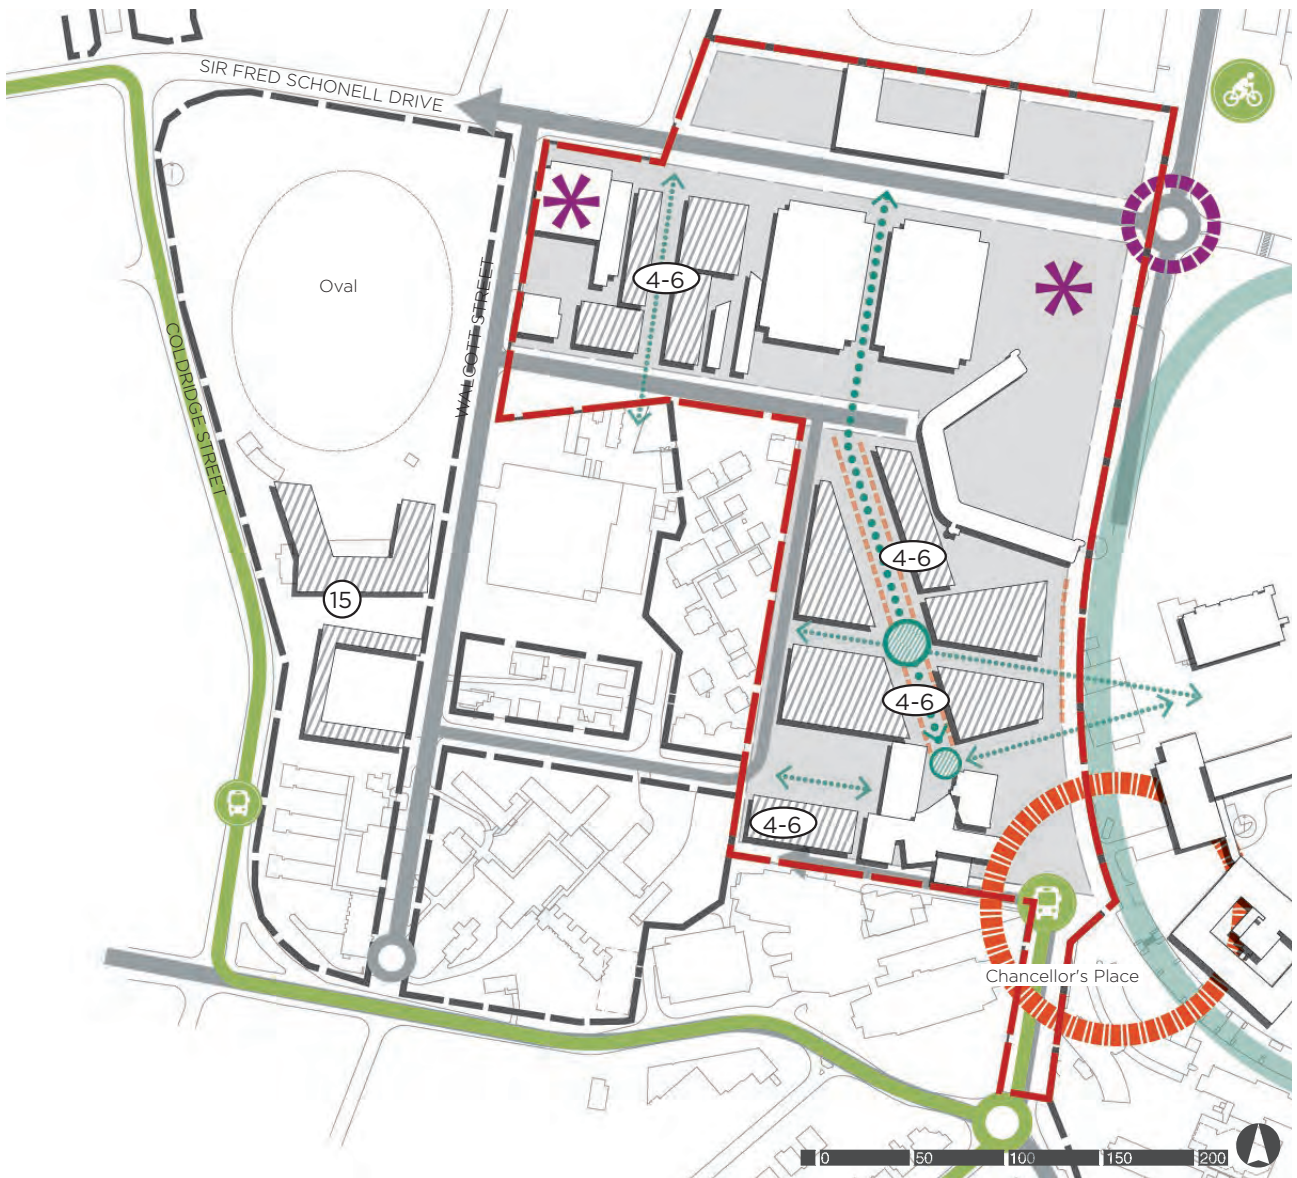 SIR FRED SCHONELL DRIVE
Oval
4-6
WALCOTT STREET
COLDRIDGE STREET
4-6
15
4-6
4-6
Chancellor's Place
0 50 100 150 200